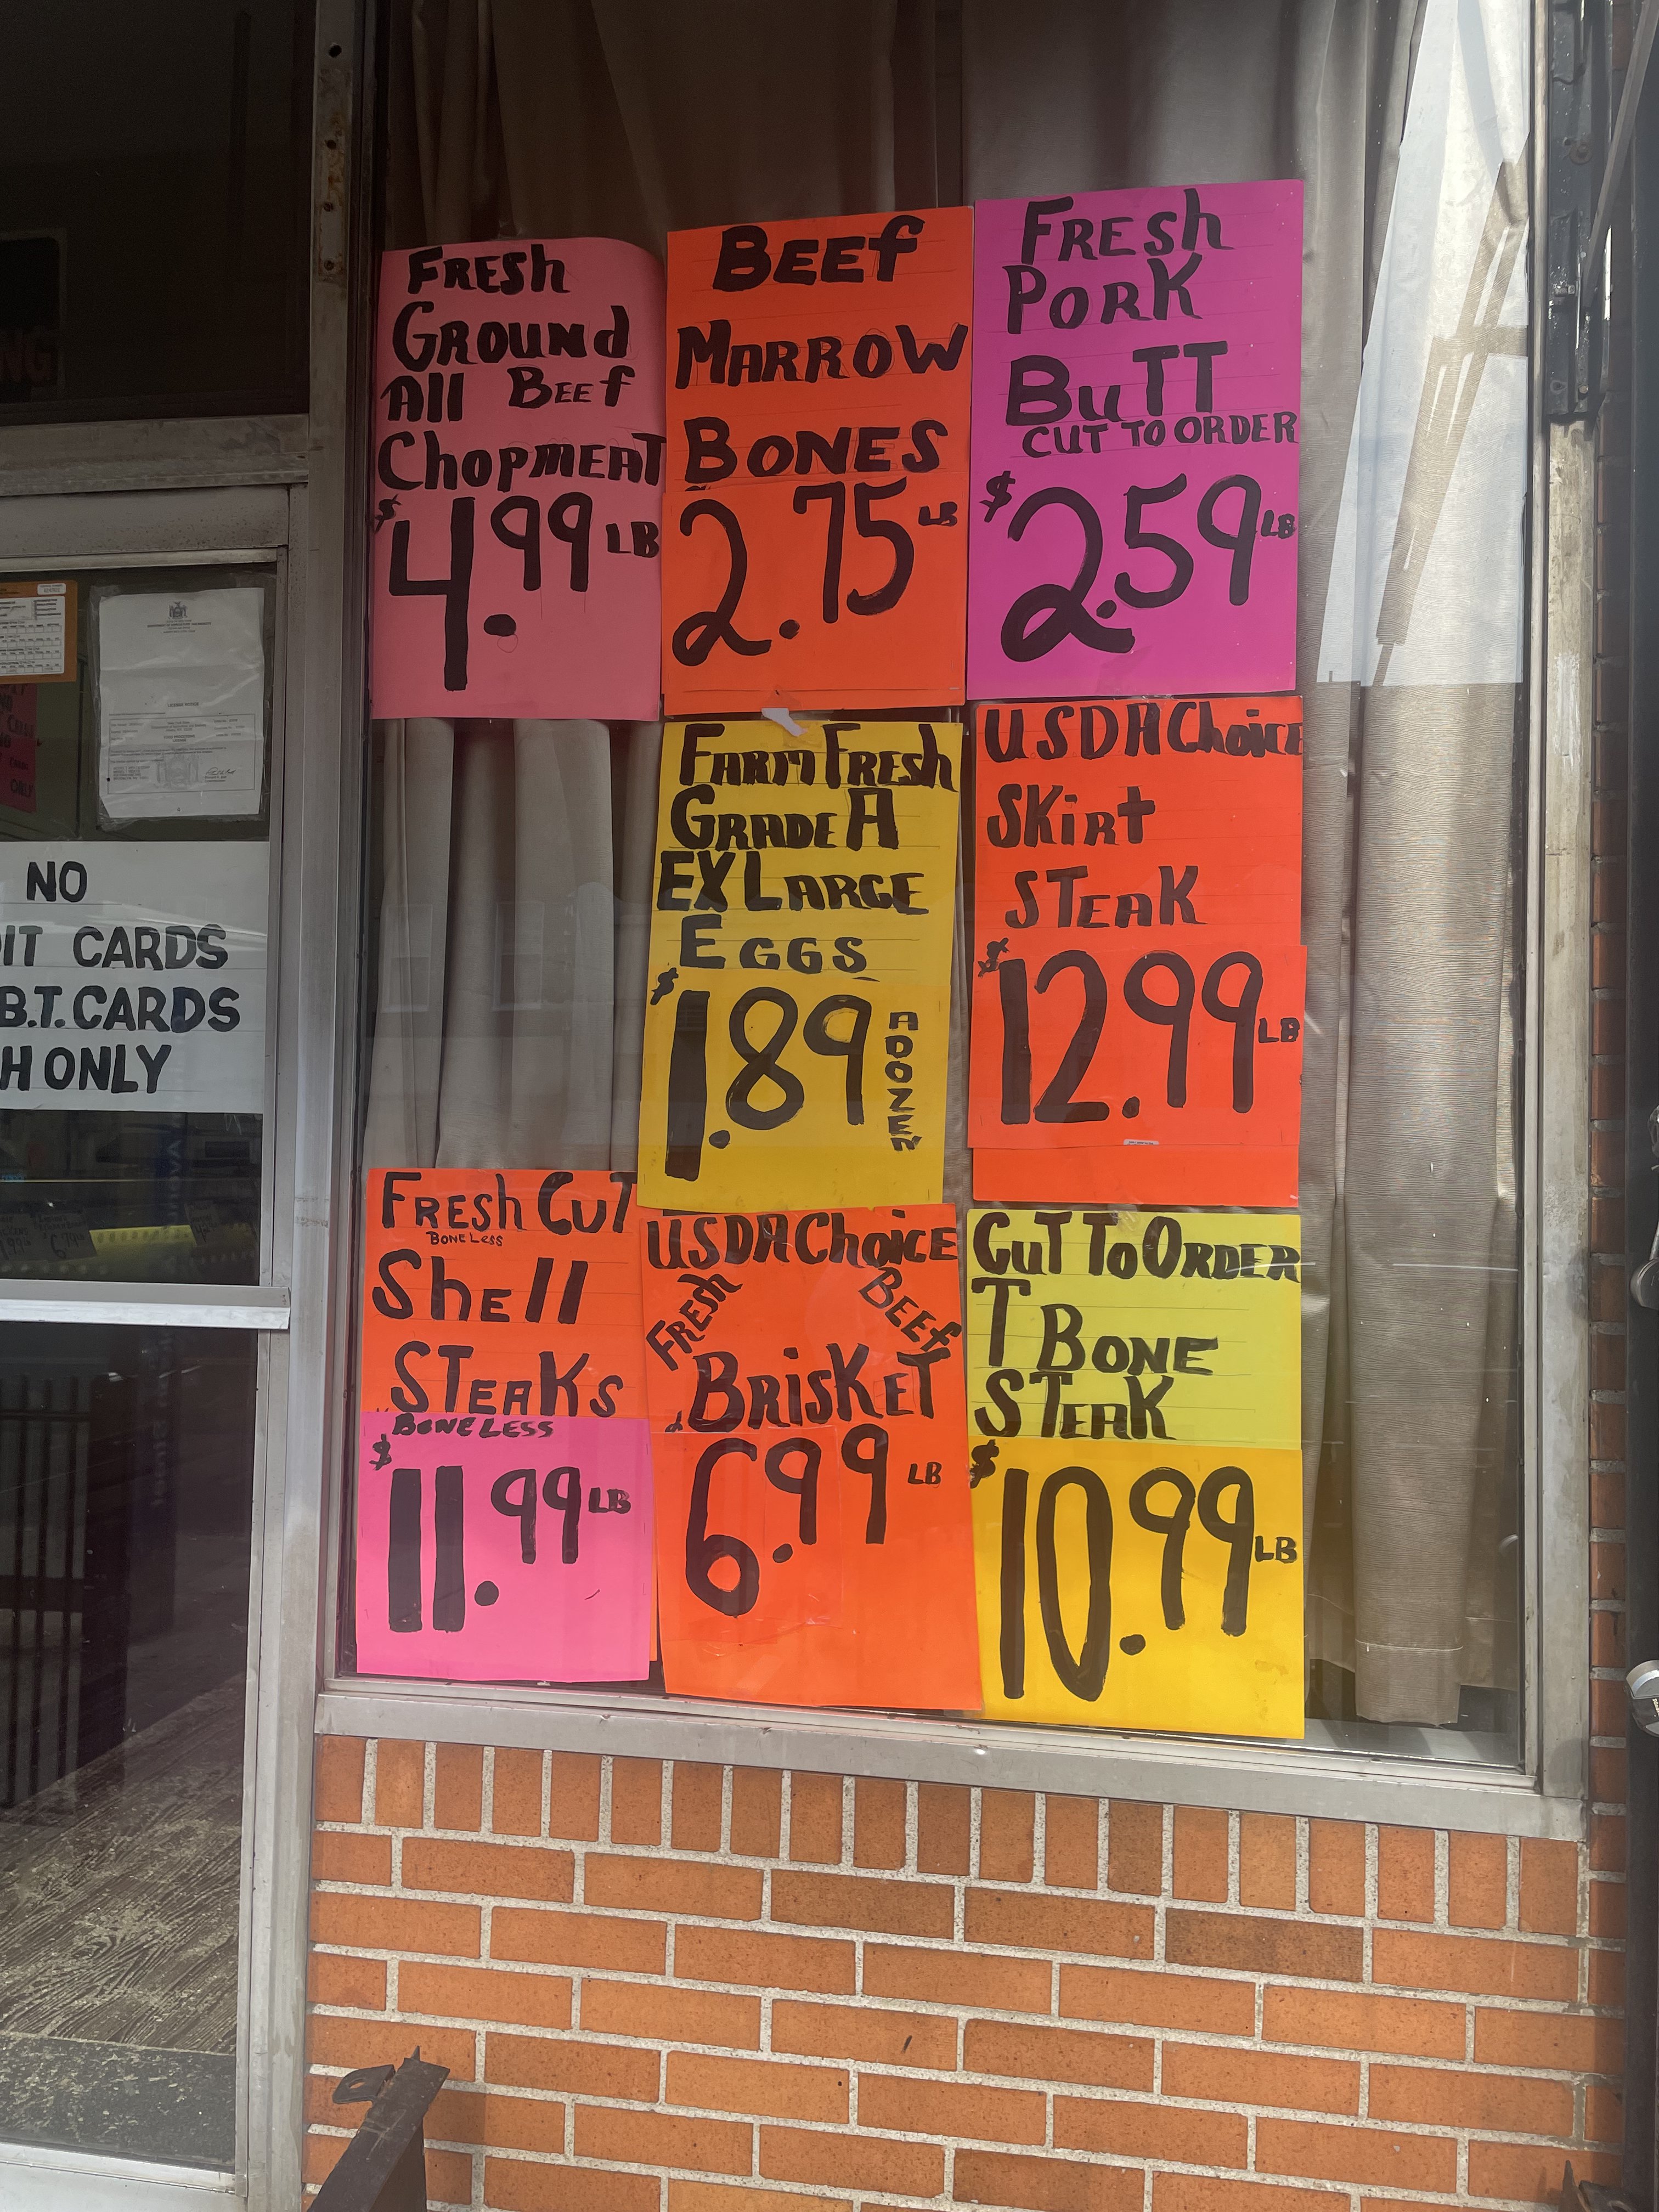 FRESh
GROUNd
All BEEf
ChopmEAT
$4.99 LB
BEEf
MARROW
BONES
2.75 LB
FRESh
PORK
BuTT
CUT TO ORDER
$2.59 LB
FARM FRESh
GRADE A
EX LARGE
EGGS
$1.89 A DOZEN
USDA ChoicE
SKiRt
STEAK
$12.99 LB
FRESh CUT
BONELESS
ShEll
STEAKS
BONELESS
$11.99 LB
USDA ChoicE
FRESh BEEf
BRiSKET
6.99 LB
CuT To ORDER
T BONE
STEAK
$10.99 LB
NO
IT CARDS
B.T. CARDS
H ONLY
LICENSE NOTICE
ONLY